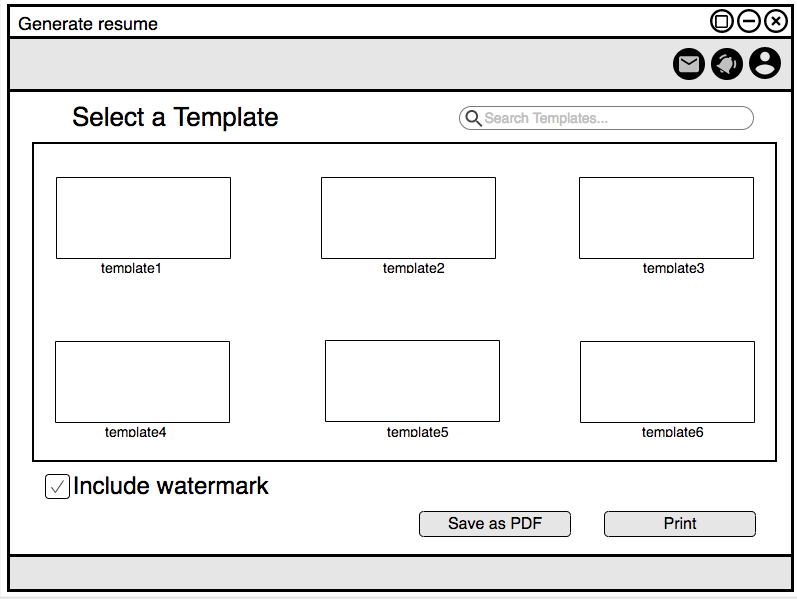 Generate resume
Select a Template
Search Templates...
template1
template2
template3
template4
template5
template6
Include watermark
Save as PDF
Print